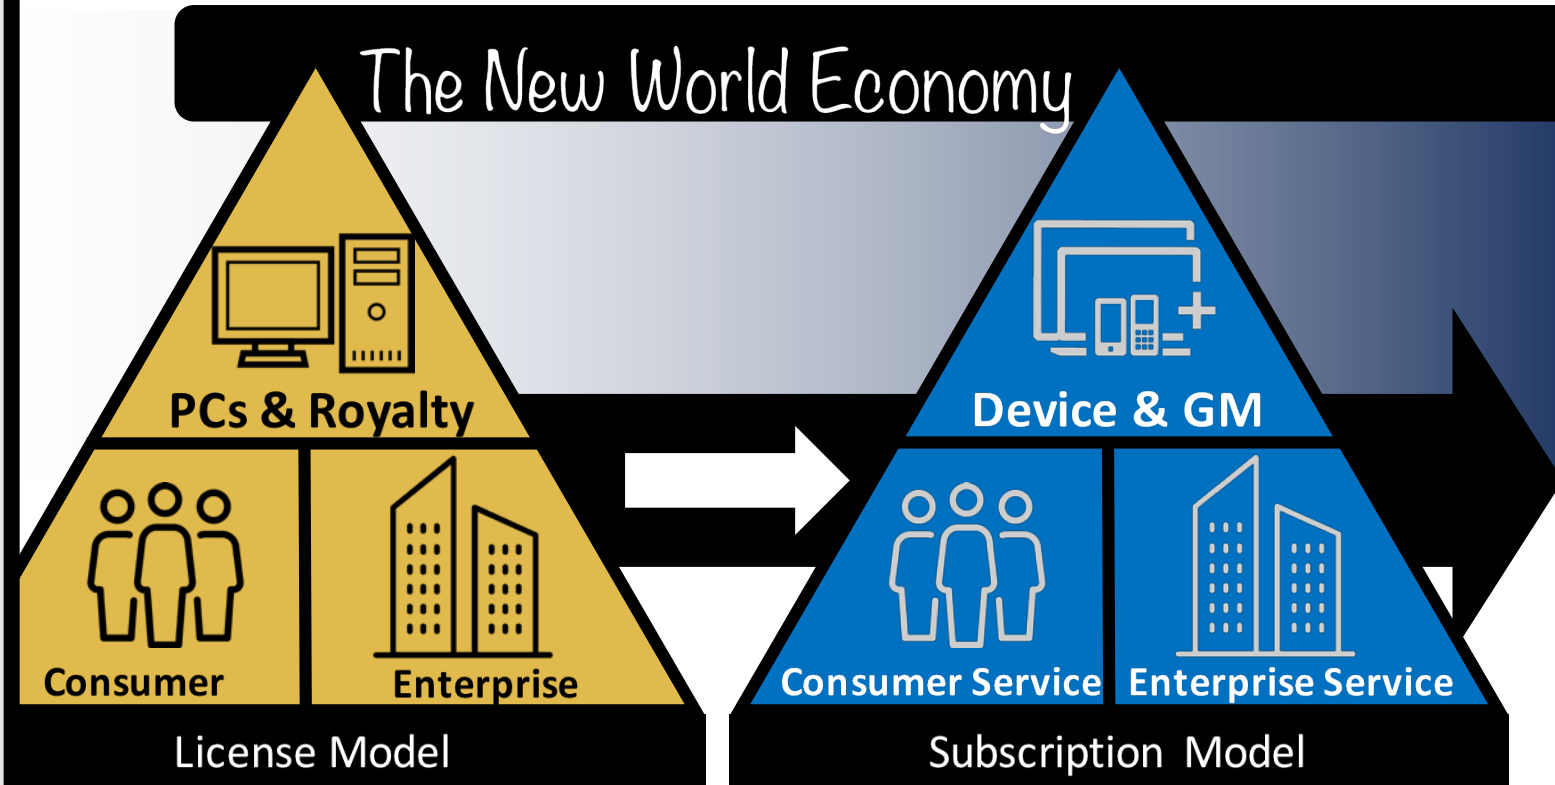 The New World Economy
PCs & Royalty
Consumer
Enterprise
License Model
Device & GM
Consumer Service
Enterprise Service
Subscription Model